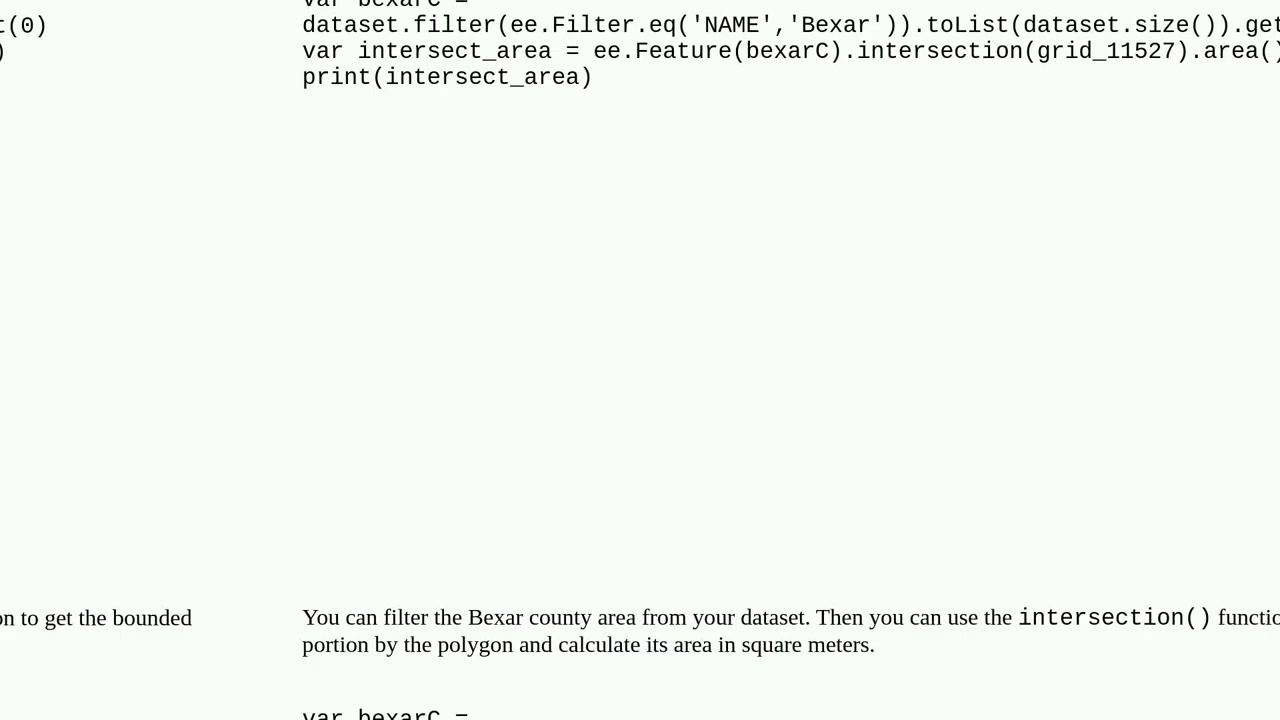 var bexarC =
t(0)
dataset.filter(ee.Filter.eq('NAME','Bexar')).toList(dataset.size()).get
)
var intersect_area = ee.Feature(bexarC).intersection(grid_11527).area()
print(intersect_area)
on to get the bounded
You can filter the Bexar county area from your dataset. Then you can use the intersection() functio
portion by the polygon and calculate its area in square meters.
var bexarC =